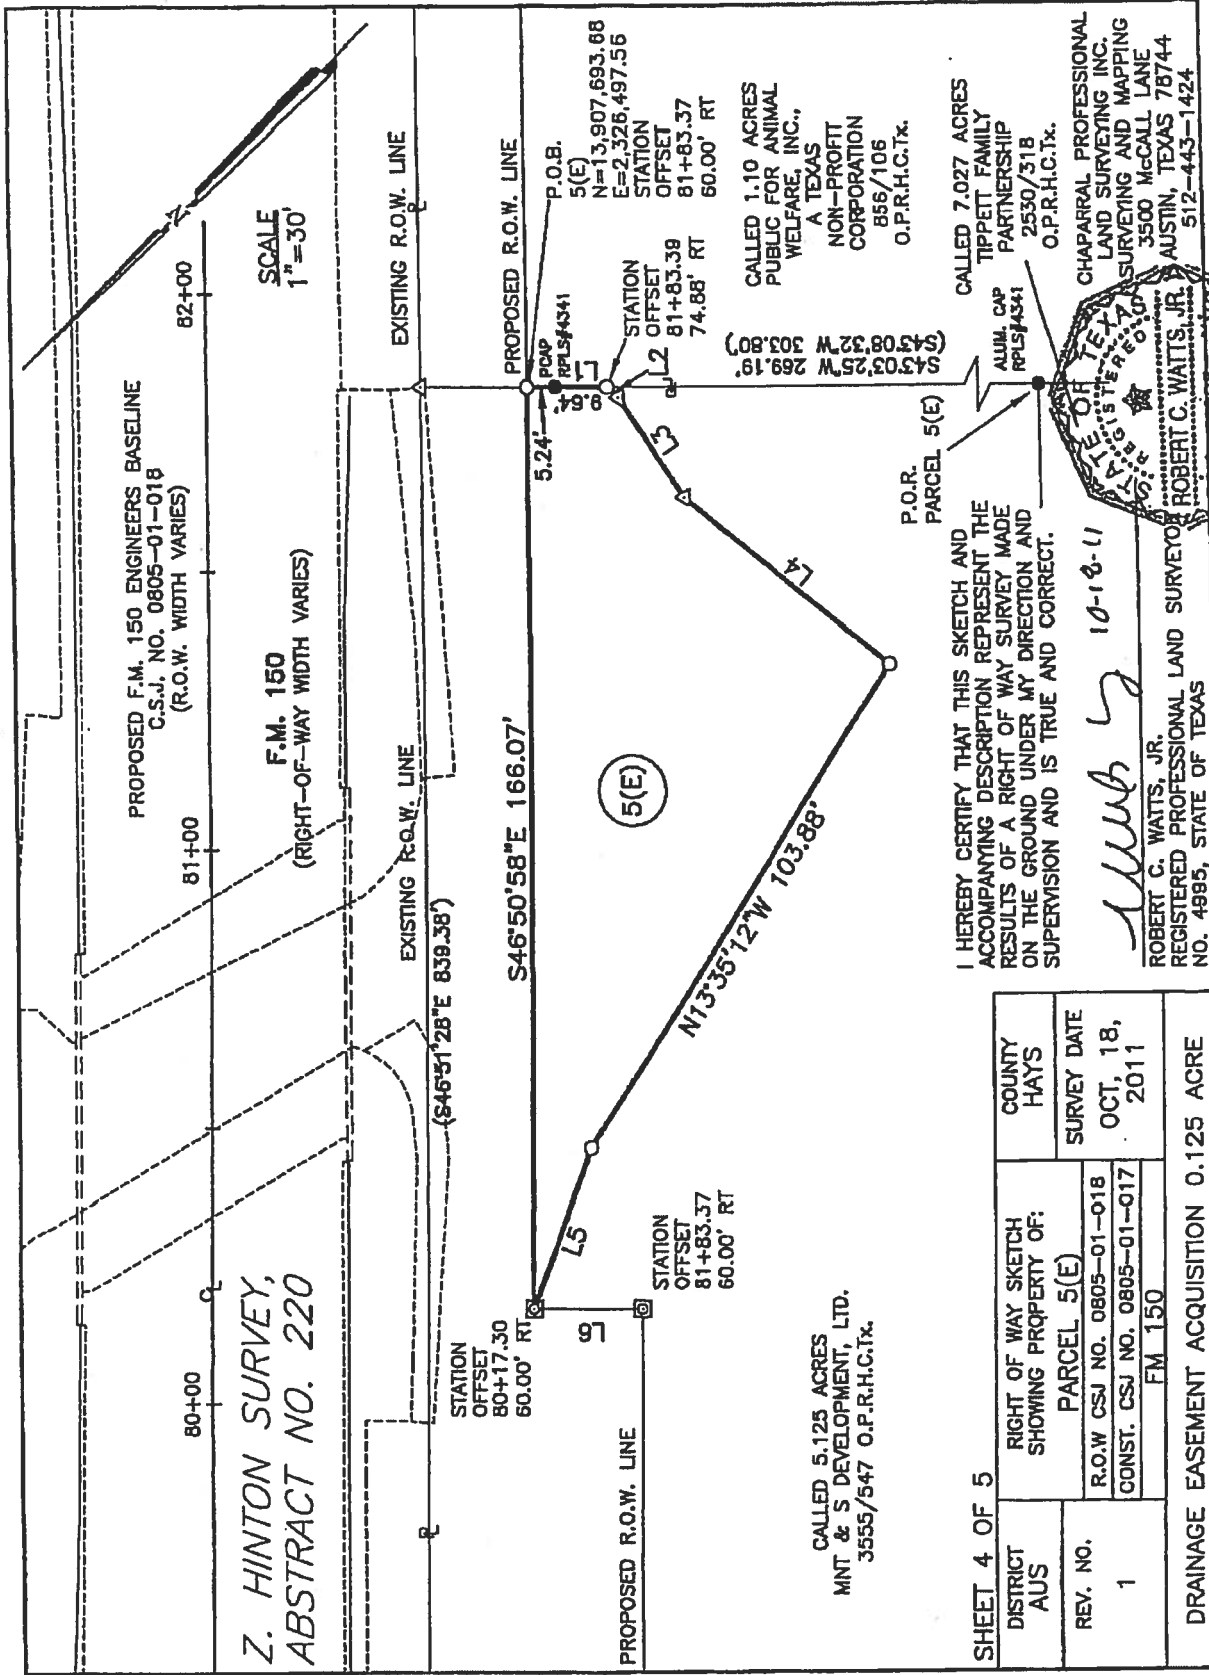 PROPOSED F.M. 150 ENGINEERS BASELINE
C.S.J. NO. 0805-01-018
(R.O.W. WIDTH VARIES)
80+00
81+00
82+00
SCALE
1"=30'
N
F.M. 150
(RIGHT-OF-WAY WIDTH VARIES)
EXISTING R.O.W. LINE
EXISTING R.O.W. LINE
(S46°51'28"E 839.38')
Z. HINTON SURVEY,
ABSTRACT NO. 220
S46°50'58"E 166.07'
PROPOSED R.O.W. LINE
P.O.B.
5(E)
N=13,907,693.68
E=2,326,497.56
STATION
OFFSET
81+83.37
60.00' RT
5.24'
PCAP
RPLS#4341
9.64'
L1
STATION
OFFSET
81+83.39
74.88' RT
L2
L3
L4
5(E)
N13°35'12"W 103.88'
L5
L6
STATION
OFFSET
80+17.30
60.00' RT
STATION
OFFSET
81+83.37
60.00' RT
PROPOSED R.O.W. LINE
CALLED 1.10 ACRES
PUBLIC FOR ANIMAL
WELFARE, INC.,
A TEXAS
NON-PROFIT
CORPORATION
856/106
O.P.R.H.C.Tx.
S43°03'25"W 269.19'
(S43°08'32"W 303.80')
CALLED 7.027 ACRES
TIPPETT FAMILY
PARTNERSHIP
2530/318
O.P.R.H.C.Tx.
ALUM. CAP
RPLS#4341
P.O.R.
PARCEL 5(E)
CALLED 5.125 ACRES
MNT & S DEVELOPMENT, LTD.
3555/547 O.P.R.H.C.Tx.
I HEREBY CERTIFY THAT THIS SKETCH AND
ACCOMPANYING DESCRIPTION REPRESENT THE
RESULTS OF A RIGHT OF WAY SURVEY MADE
ON THE GROUND UNDER MY DIRECTION AND
SUPERVISION AND IS TRUE AND CORRECT.
10-18-11
ROBERT C. WATTS, JR.
REGISTERED PROFESSIONAL LAND SURVEYOR
NO. 4995, STATE OF TEXAS
STATE OF TEXAS
REGISTERED
ROBERT C. WATTS, JR.
CHAPARRAL PROFESSIONAL
LAND SURVEYING INC.
SURVEYING AND MAPPING
3500 McCALL LANE
AUSTIN, TEXAS 78744
512-443-1424
SHEET 4 OF 5
DISTRICT
AUS
REV. NO.
1
RIGHT OF WAY SKETCH
SHOWING PROPERTY OF:
PARCEL 5(E)
R.O.W CSJ NO. 0805-01-018
CONST. CSJ NO. 0805-01-017
FM 150
COUNTY
HAYS
SURVEY DATE
OCT, 18,
2011
DRAINAGE EASEMENT ACQUISITION 0.125 ACRE